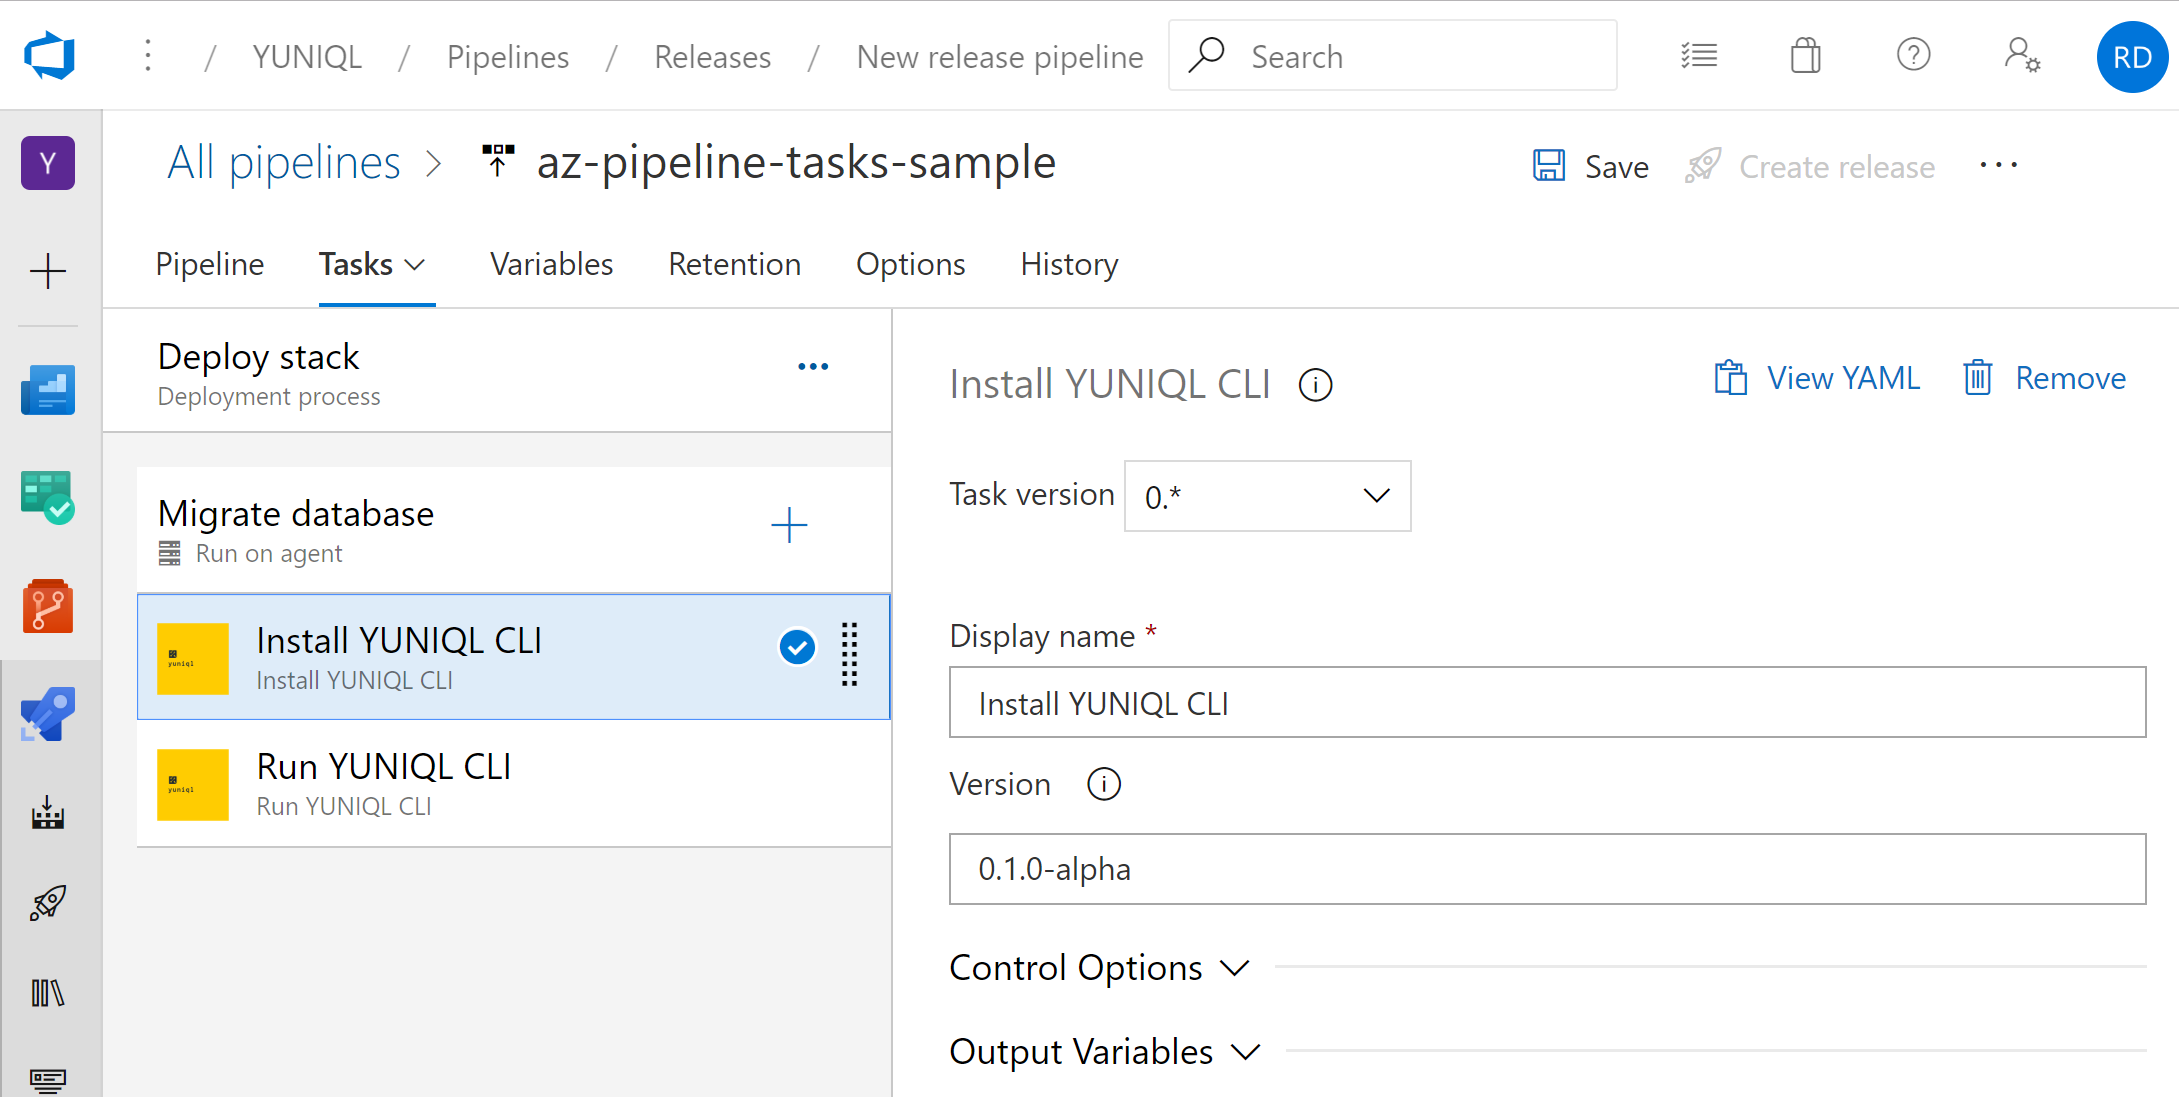 / YUNIQL / Pipelines / Releases / New release pipeline Search RD
Y
All pipelines > az-pipeline-tasks-sample Save Create release ...
Pipeline Tasks Variables Retention Options History
Deploy stack
Deployment process
Migrate database
Run on agent
yuniql
Install YUNIQL CLI
Install YUNIQL CLI
yuniql
Run YUNIQL CLI
Run YUNIQL CLI
Install YUNIQL CLI View YAML Remove
Task version 0.*
Display name *
Install YUNIQL CLI
Version
0.1.0-alpha
Control Options
Output Variables